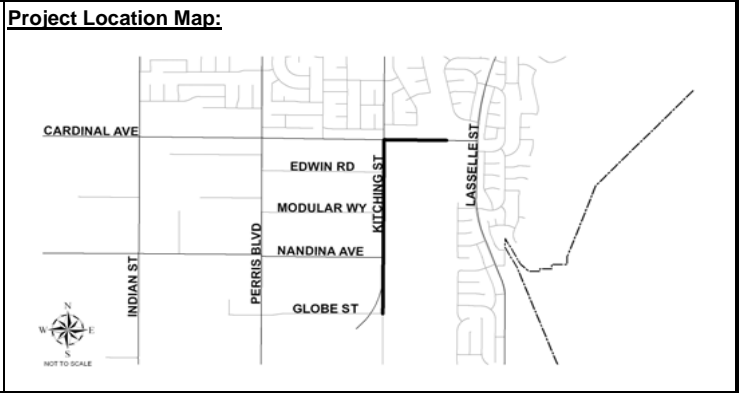 Project Location Map:
CARDINAL AVE
EDWIN RD
MODULAR WY
NANDINA AVE
GLOBE ST
INDIAN ST
PERRIS BLVD
KITCHING ST
LASSELLE ST
N
W E
S
NOT TO SCALE